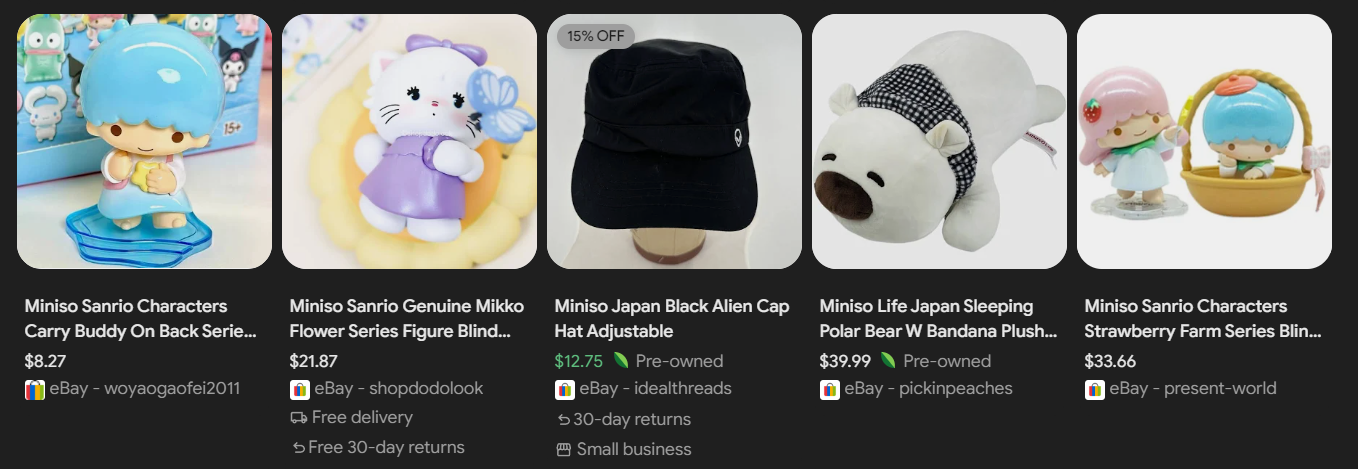 15+
15% OFF
Miniso Sanrio Characters
Carry Buddy On Back Serie...
$8.27
eBay - woyaogaofei2011
Miniso Sanrio Genuine Mikko
Flower Series Figure Blind...
$21.87
eBay - shopdodolook
Free delivery
Free 30-day returns
Miniso Japan Black Alien Cap
Hat Adjustable
$12.75 Pre-owned
eBay - idealthreads
30-day returns
Small business
Miniso Life Japan Sleeping
Polar Bear W Bandana Plush...
$39.99 Pre-owned
eBay - pickinpeaches
Miniso Sanrio Characters
Strawberry Farm Series Blin...
$33.66
eBay - present-world